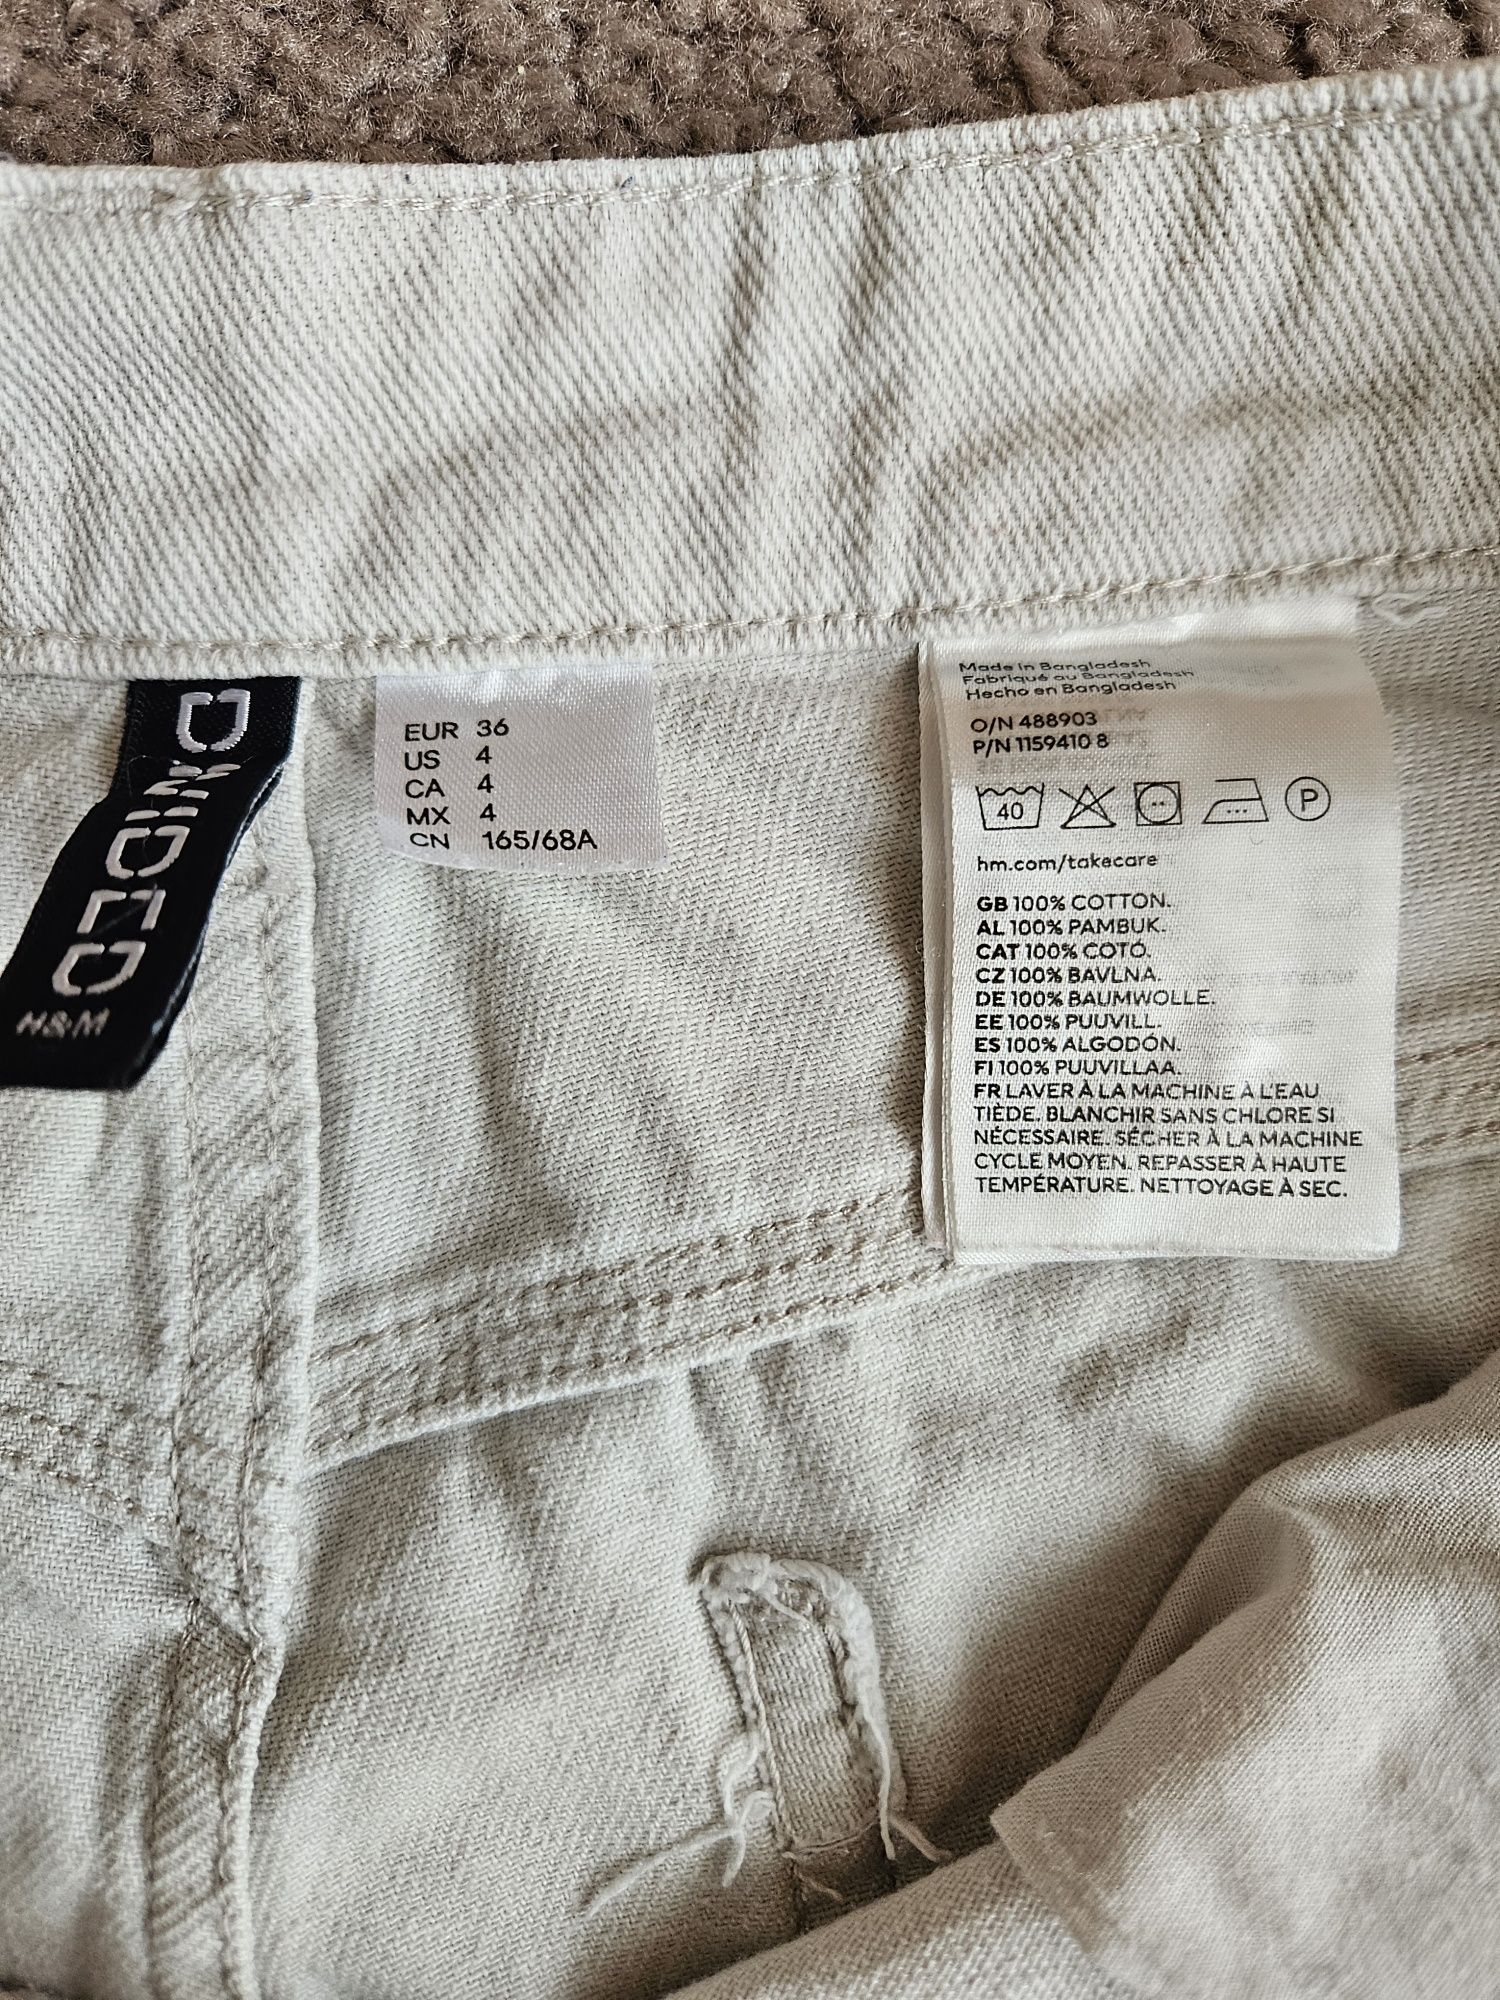 DIVIDED
H&M
EUR 36
US 4
CA 4
MX 4
CN 165/68A
Made in Bangladesh
Fabriqué au Bangladesh
Hecho en Bangladesh
O/N 488903
P/N 1159410 8
40
P
hm.com/takecare
GB 100% COTTON.
AL 100% PAMBUK.
CAT 100% COTÓ.
CZ 100% BAVLNA.
DE 100% BAUMWOLLE.
EE 100% PUUVILL.
ES 100% ALGODÓN.
FI 100% PUUVILLAA.
FR LAVER À LA MACHINE À L'EAU
TIÈDE. BLANCHIR SANS CHLORE SI
NÉCESSAIRE. SÉCHER À LA MACHINE
CYCLE MOYEN. REPASSER À HAUTE
TEMPÉRATURE. NETTOYAGE À SEC.